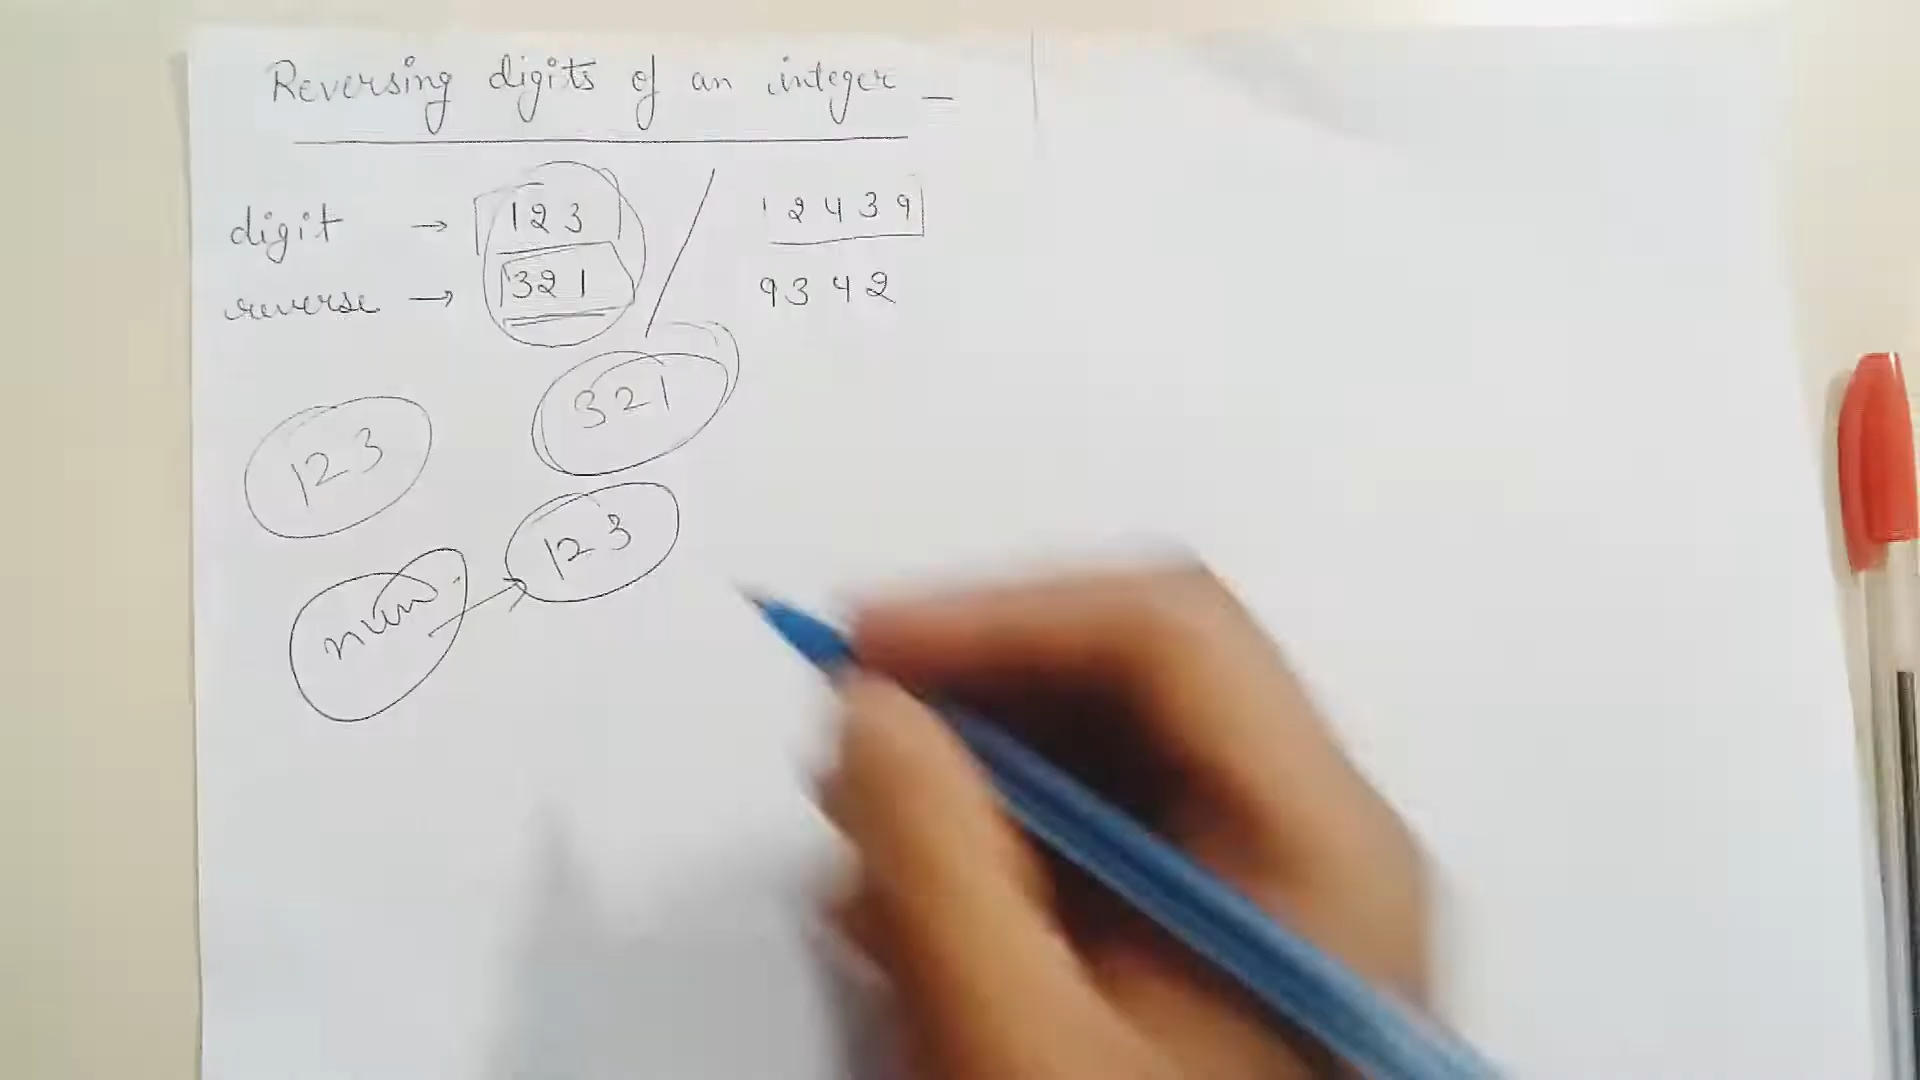 Reversing digits of an integer -
digit → 123
reverse → 321
12439
9342
321
123
123
num →